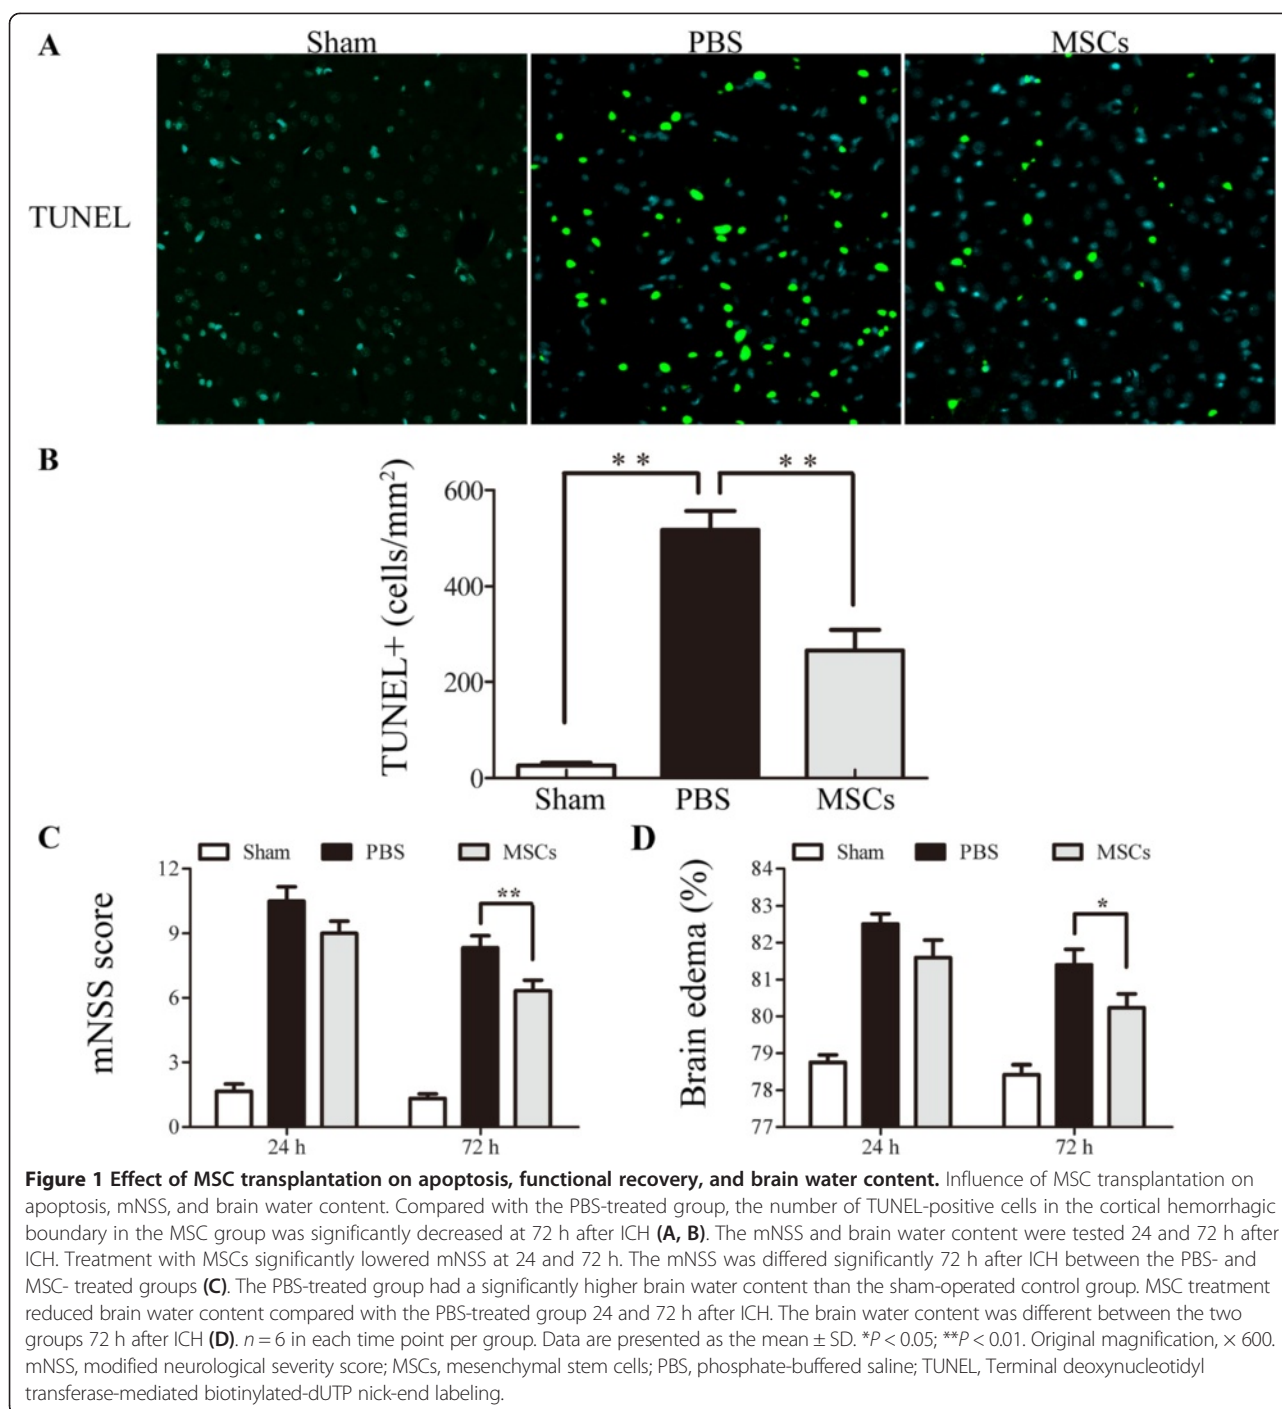 A
Sham PBS MSCs
TUNEL
B
TUNEL+ (cells/mm²)
* * * *
600
400
200
0
Sham PBS MSCs
C
Sham PBS MSCs
mNSS score
12
9
6
3
0
**
24 h 72 h
D
Sham PBS MSCs
Brain edema (%)
84
83
82
81
80
79
78
77
*
24 h 72 h
Figure 1 Effect of MSC transplantation on apoptosis, functional recovery, and brain water content. Influence of MSC transplantation on
apoptosis, mNSS, and brain water content. Compared with the PBS-treated group, the number of TUNEL-positive cells in the cortical hemorrhagic
boundary in the MSC group was significantly decreased at 72 h after ICH (A, B). The mNSS and brain water content were tested 24 and 72 h after
ICH. Treatment with MSCs significantly lowered mNSS at 24 and 72 h. The mNSS was differed significantly 72 h after ICH between the PBS- and
MSC- treated groups (C). The PBS-treated group had a significantly higher brain water content than the sham-operated control group. MSC treatment
reduced brain water content compared with the PBS-treated group 24 and 72 h after ICH. The brain water content was different between the two
groups 72 h after ICH (D). n = 6 in each time point per group. Data are presented as the mean ± SD. *P < 0.05; **P < 0.01. Original magnification, × 600.
mNSS, modified neurological severity score; MSCs, mesenchymal stem cells; PBS, phosphate-buffered saline; TUNEL, Terminal deoxynucleotidyl
transferase-mediated biotinylated-dUTP nick-end labeling.